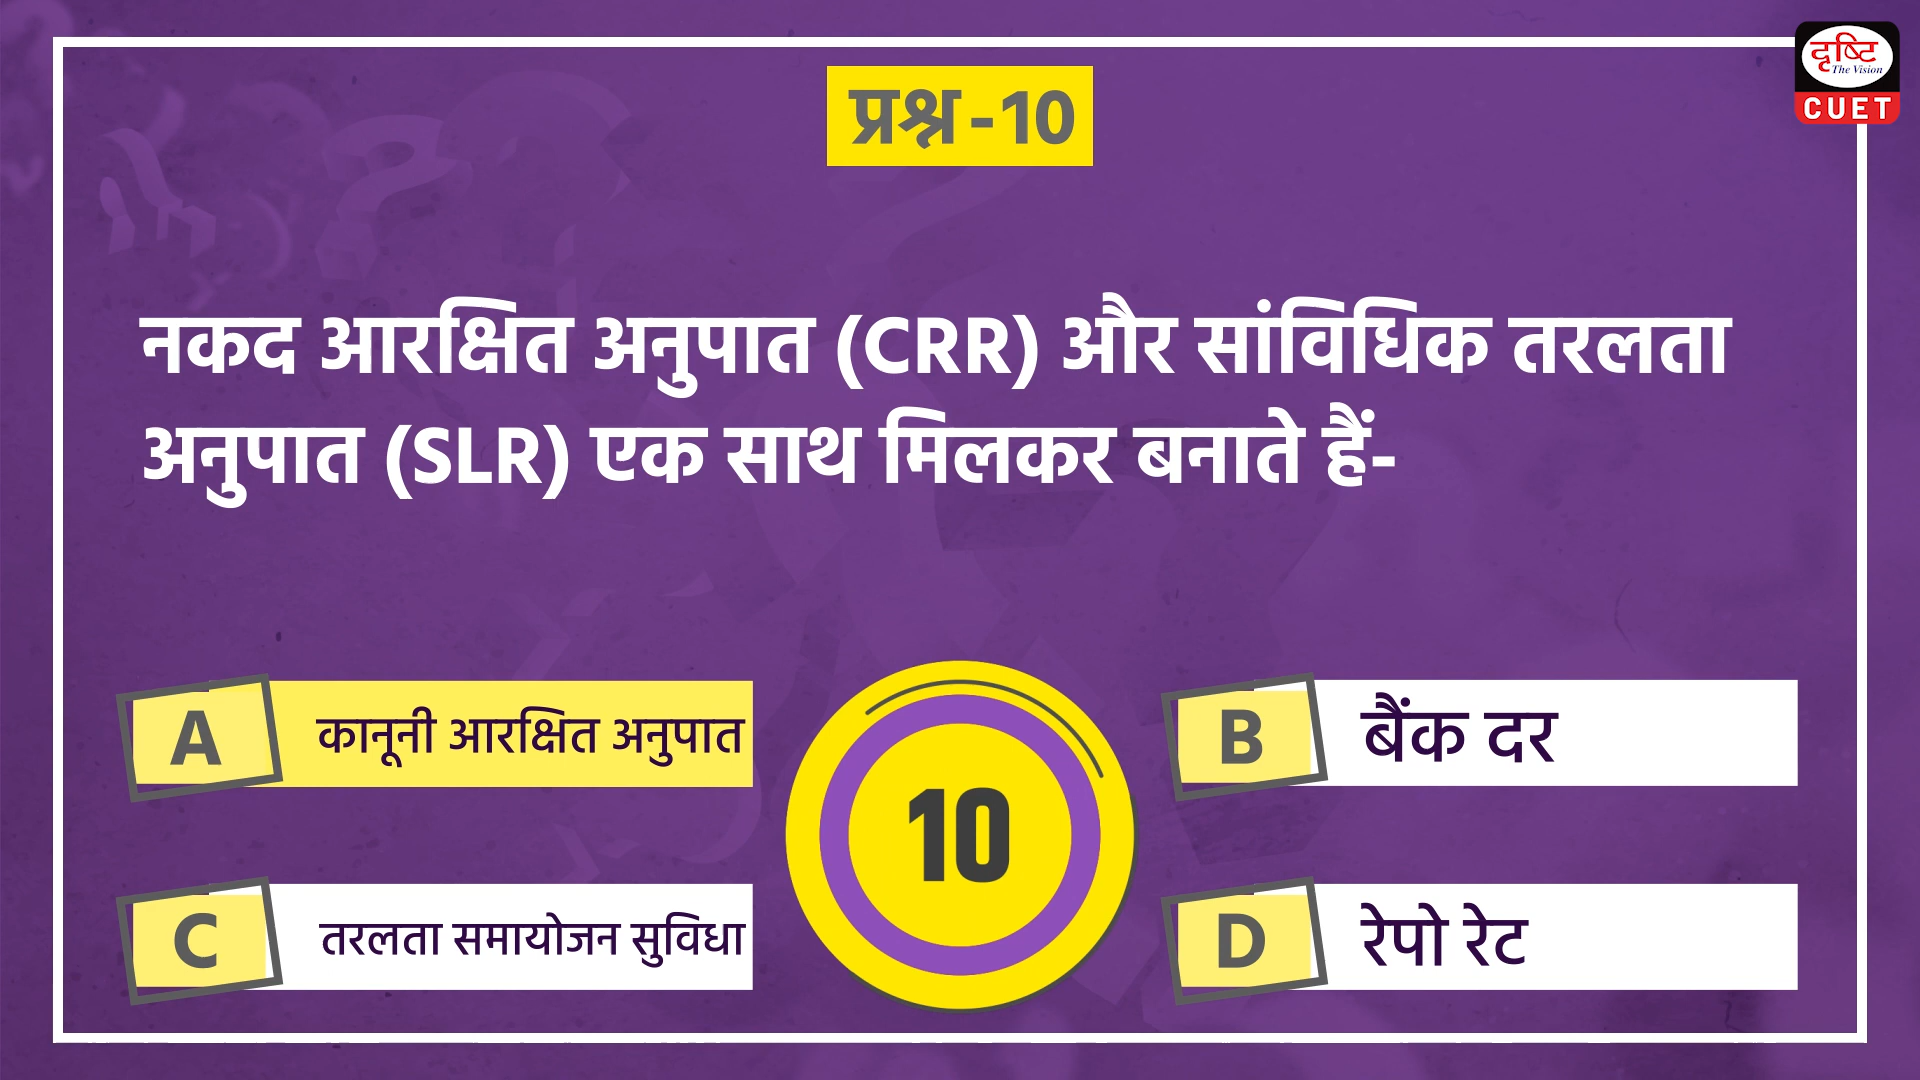 दृष्टि
The Vision
CUET
प्रश्न -10
नकद आरक्षित अनुपात (CRR) और सांविधिक तरलता
अनुपात (SLR) एक साथ मिलकर बनाते हैं-
A कानूनी आरक्षित अनुपात
B बैंक दर
10
C तरलता समायोजन सुविधा
D रेपो रेट